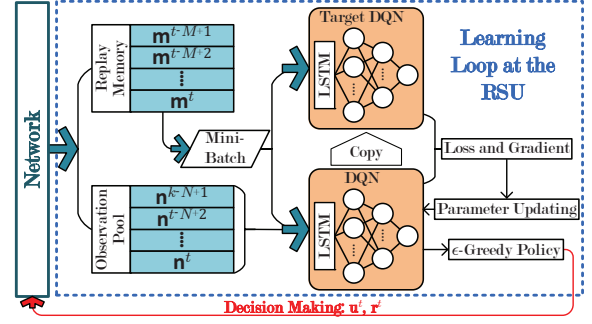 Network
Replay
Memory
m^{t-M+1}
m^{t-M+2}
⋮
m^t
Mini-
Batch
Observation
Pool
n^{k-N+1}
n^{t-N+2}
⋮
n^t
Target DQN
LSTM
Copy
DQN
LSTM
Learning
Loop at the
RSU
Loss and Gradient
Parameter Updating
ϵ-Greedy Policy
Decision Making: u^t, r^t